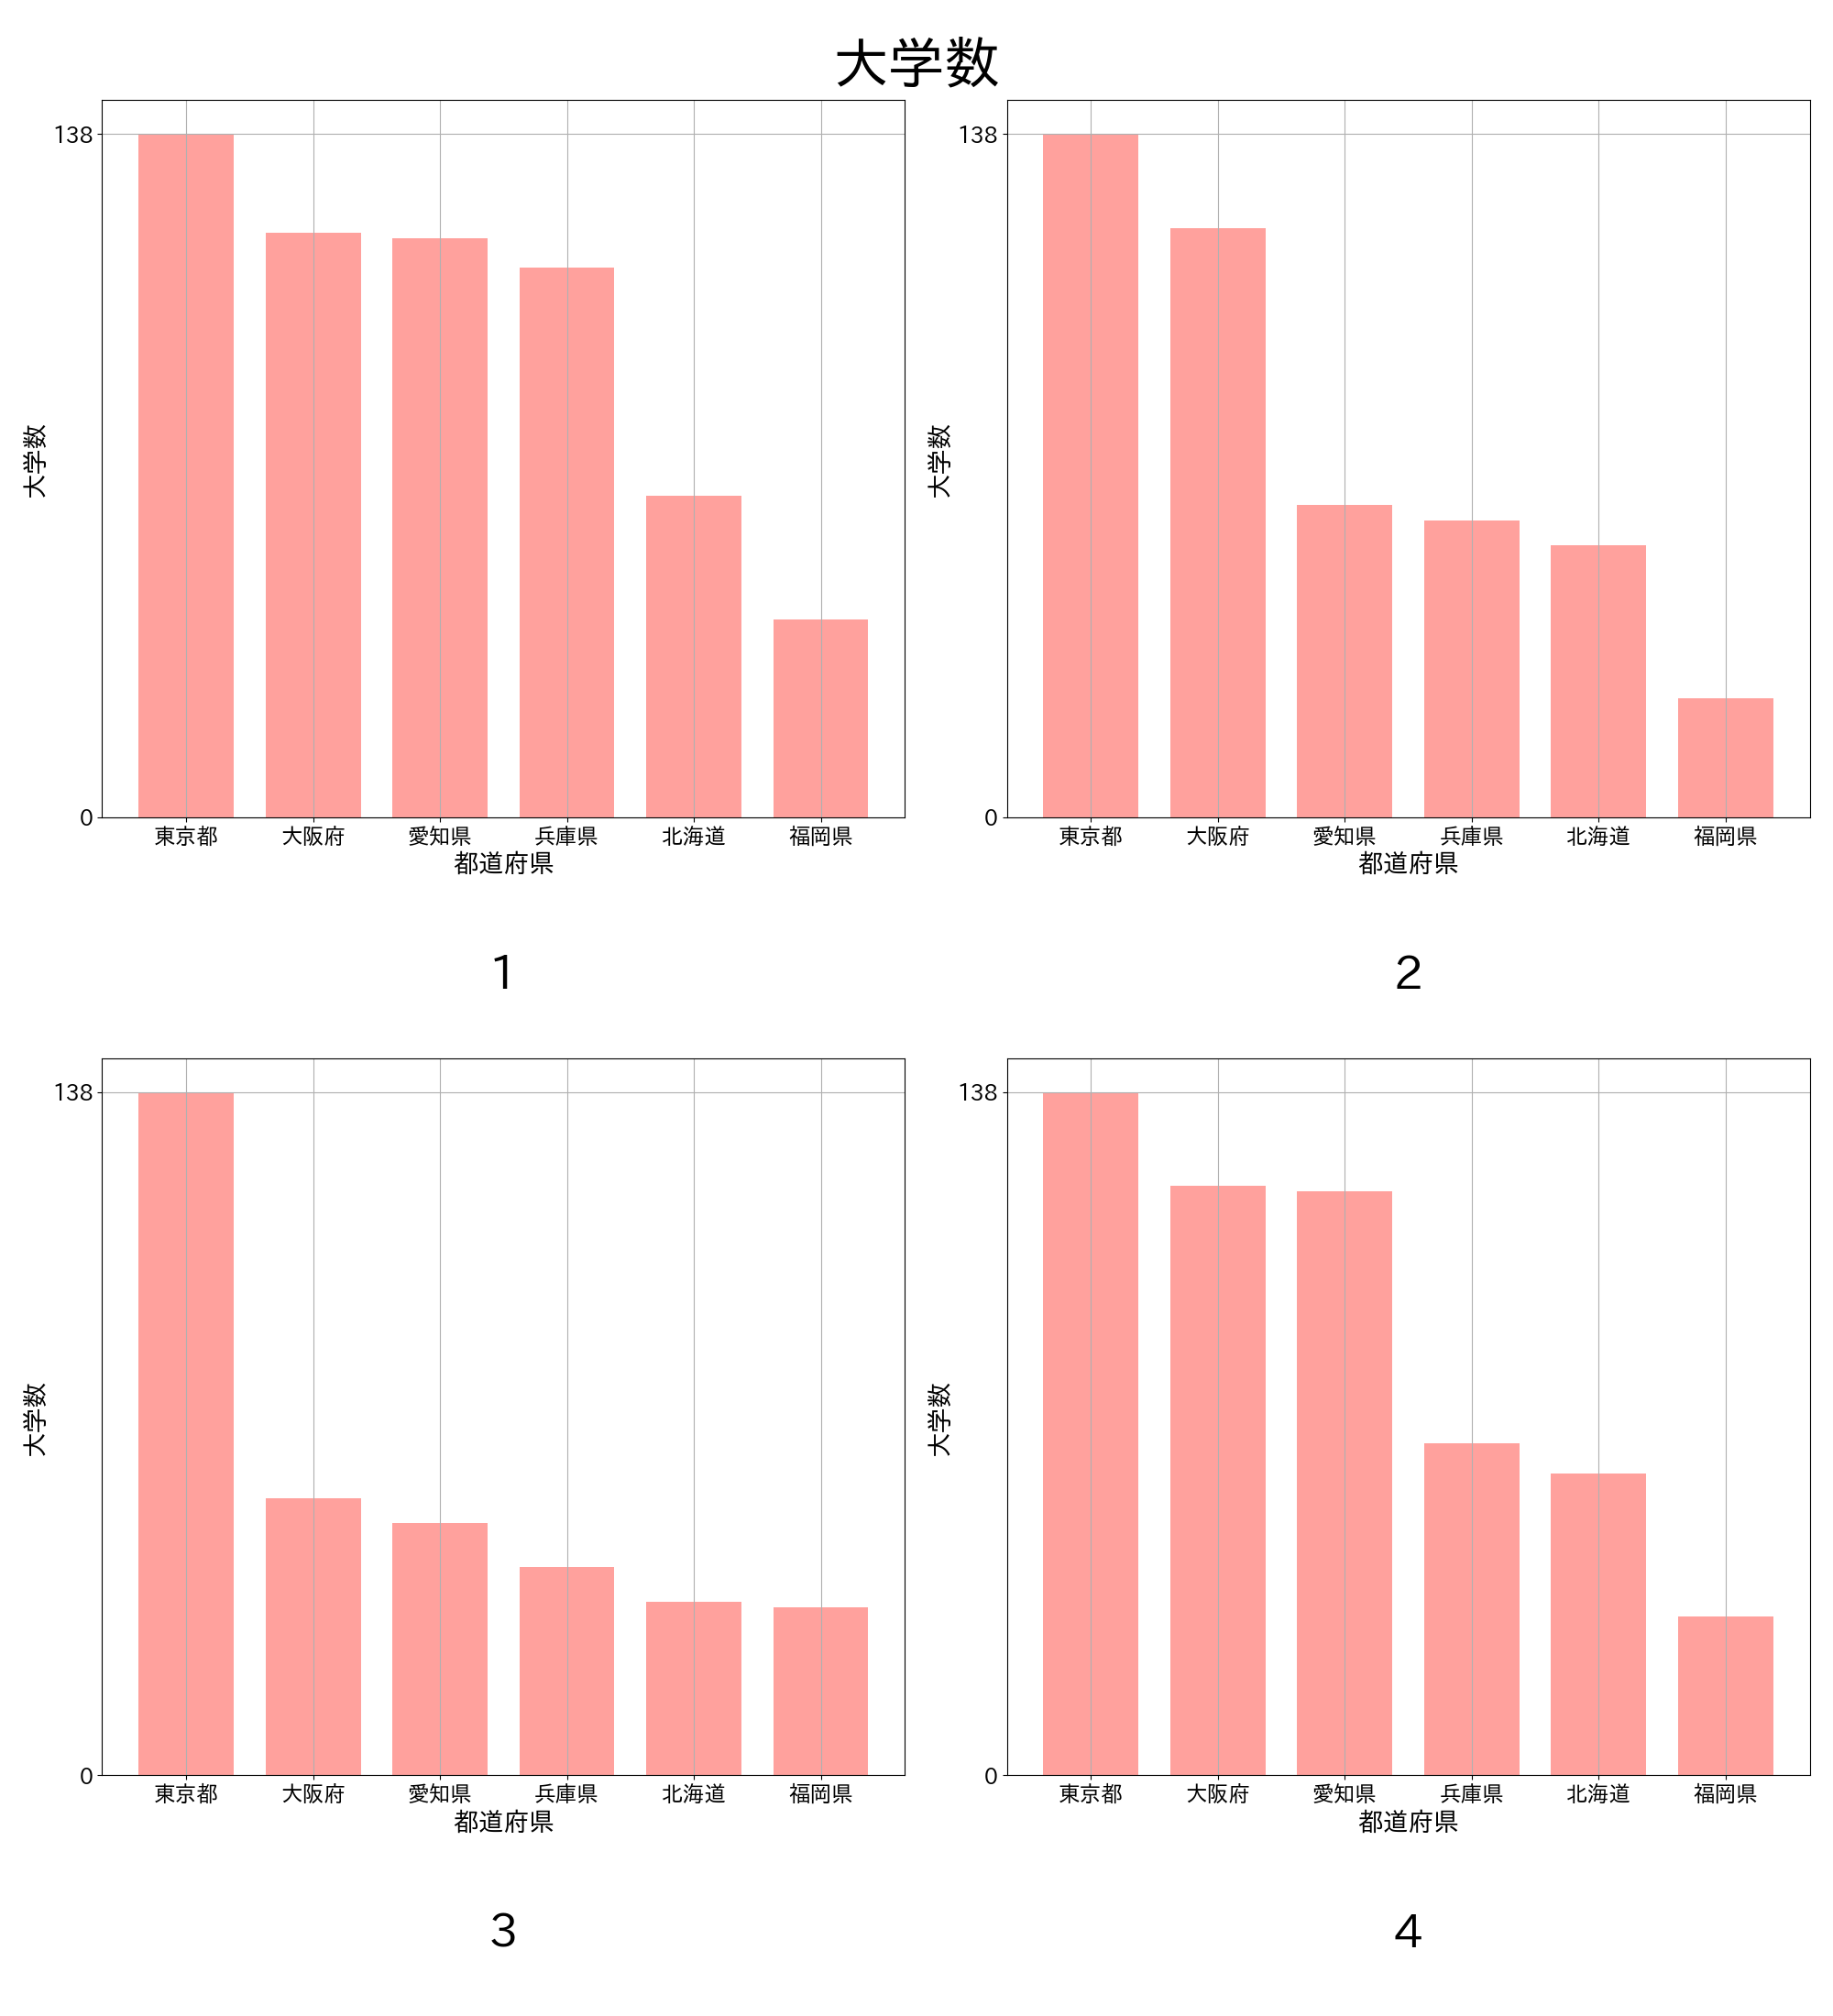 大学数
138
0
大学数
東京都 大阪府 愛知県 兵庫県 北海道 福岡県
都道府県
1
138
0
大学数
東京都 大阪府 愛知県 兵庫県 北海道 福岡県
都道府県
2
138
0
大学数
東京都 大阪府 愛知県 兵庫県 北海道 福岡県
都道府県
3
138
0
大学数
東京都 大阪府 愛知県 兵庫県 北海道 福岡県
都道府県
4